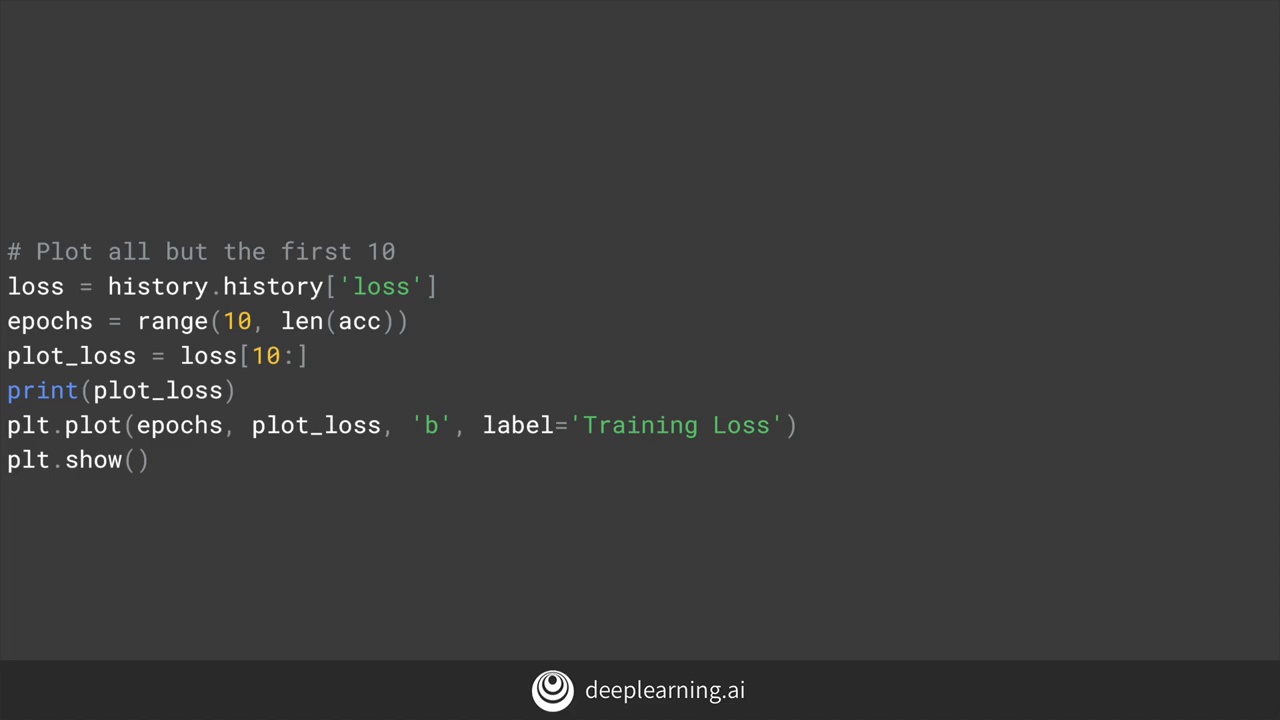 # Plot all but the first 10
loss = history.history['loss']
epochs = range(10, len(acc))
plot_loss = loss[10:]
print(plot_loss)
plt.plot(epochs, plot_loss, 'b', label='Training Loss')
plt.show()
deeplearning.ai